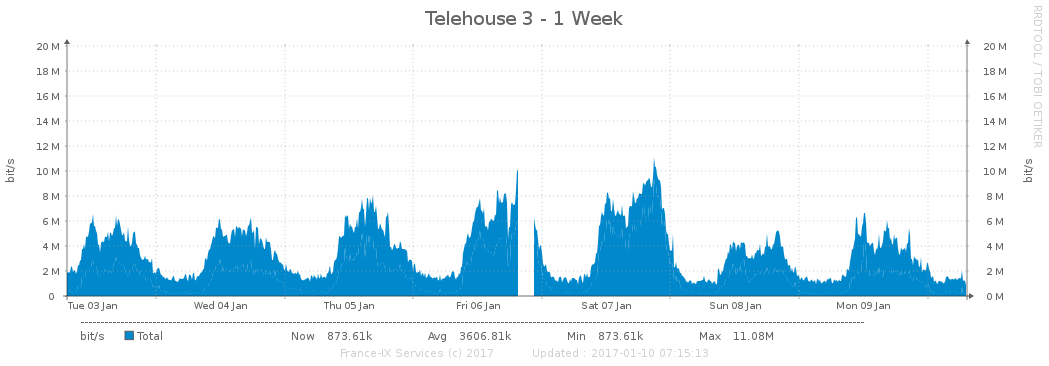 Telehouse 3 - 1 Week
RRDTOOL / TOBI OETIKER
bit/s
bit/s
20 M 20 M
18 M 18 M
16 M 16 M
14 M 14 M
12 M 12 M
10 M 10 M
8 M 8 M
6 M 6 M
4 M 4 M
2 M 2 M
0 0 M
Tue 03 Jan Wed 04 Jan Thu 05 Jan Fri 06 Jan Sat 07 Jan Sun 08 Jan Mon 09 Jan
bit/s Total Now 873.61k Avg 3606.81k Min 873.61k Max 11.08M
France-IX Services (c) 2017 Updated : 2017-01-10 07:15:13